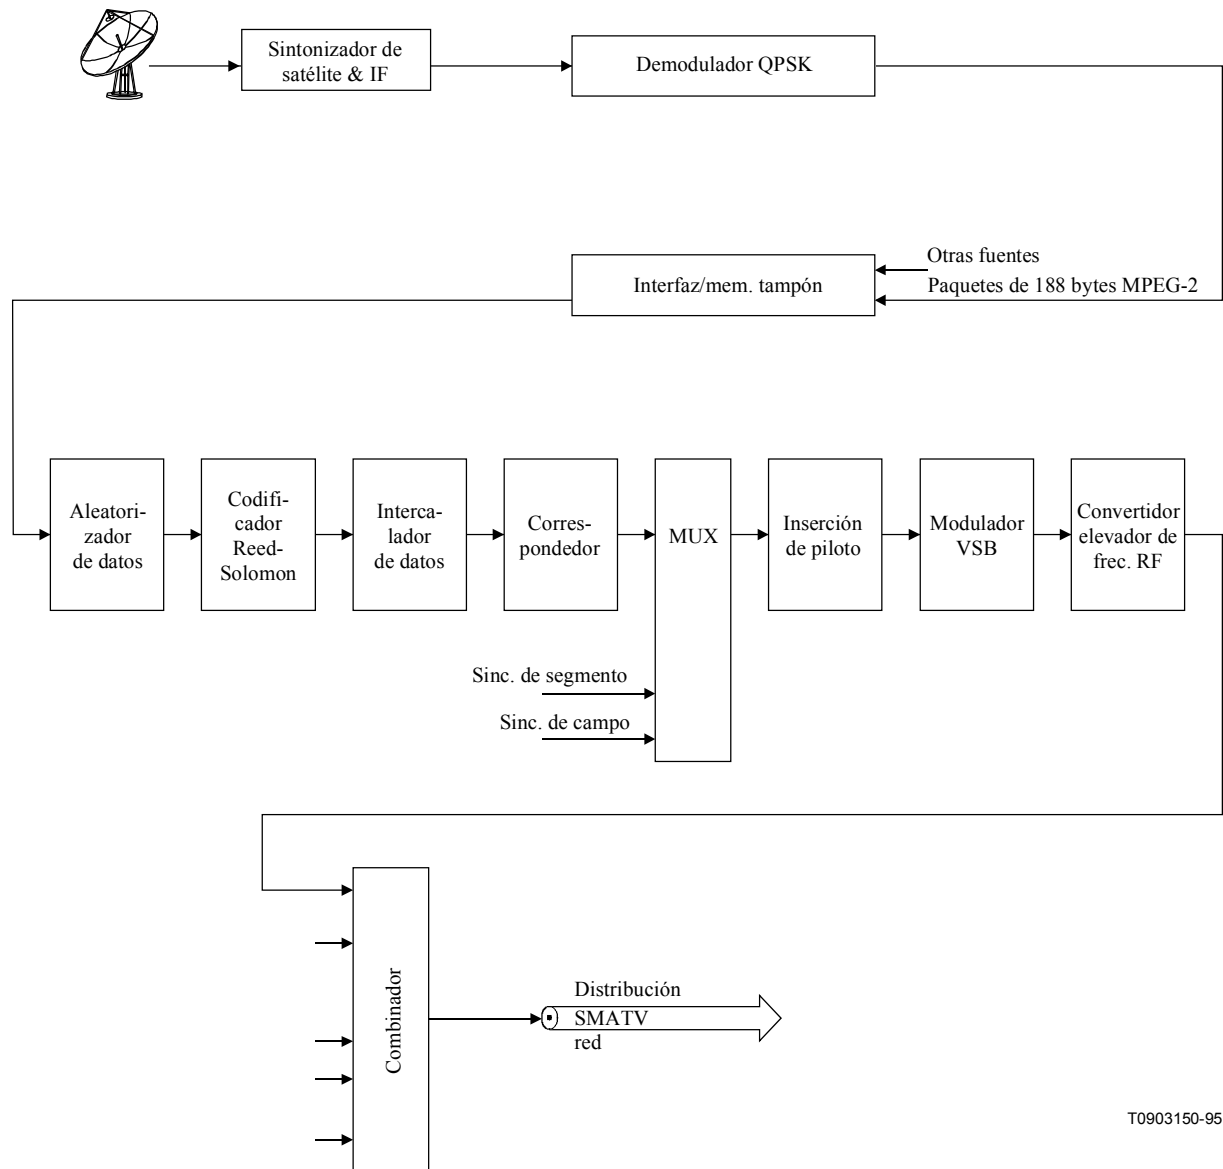 Sintonizador de
satélite & IF
Demodulador QPSK
Otras fuentes
Interfaz/mem. tampón
Paquetes de 188 bytes MPEG-2
Aleatori-
zador
de datos
Codifi-
cador
Reed-
Solomon
Interca-
lador
de datos
Corres-
pondedor
MUX
Inserción
de piloto
Modulador
VSB
Convertidor
elevador de
frec. RF
Sinc. de segmento
Sinc. de campo
Combinador
Distribución
SMATV
red
T0903150-95